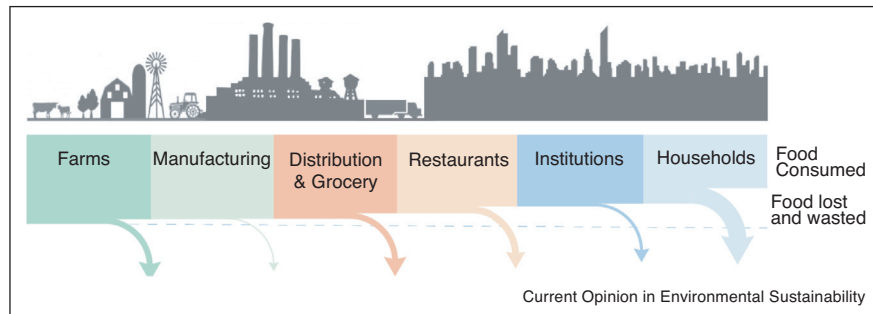 Farms
Manufacturing
Distribution
& Grocery
Restaurants
Institutions
Households
Food
Consumed
Food lost
and wasted
Current Opinion in Environmental Sustainability